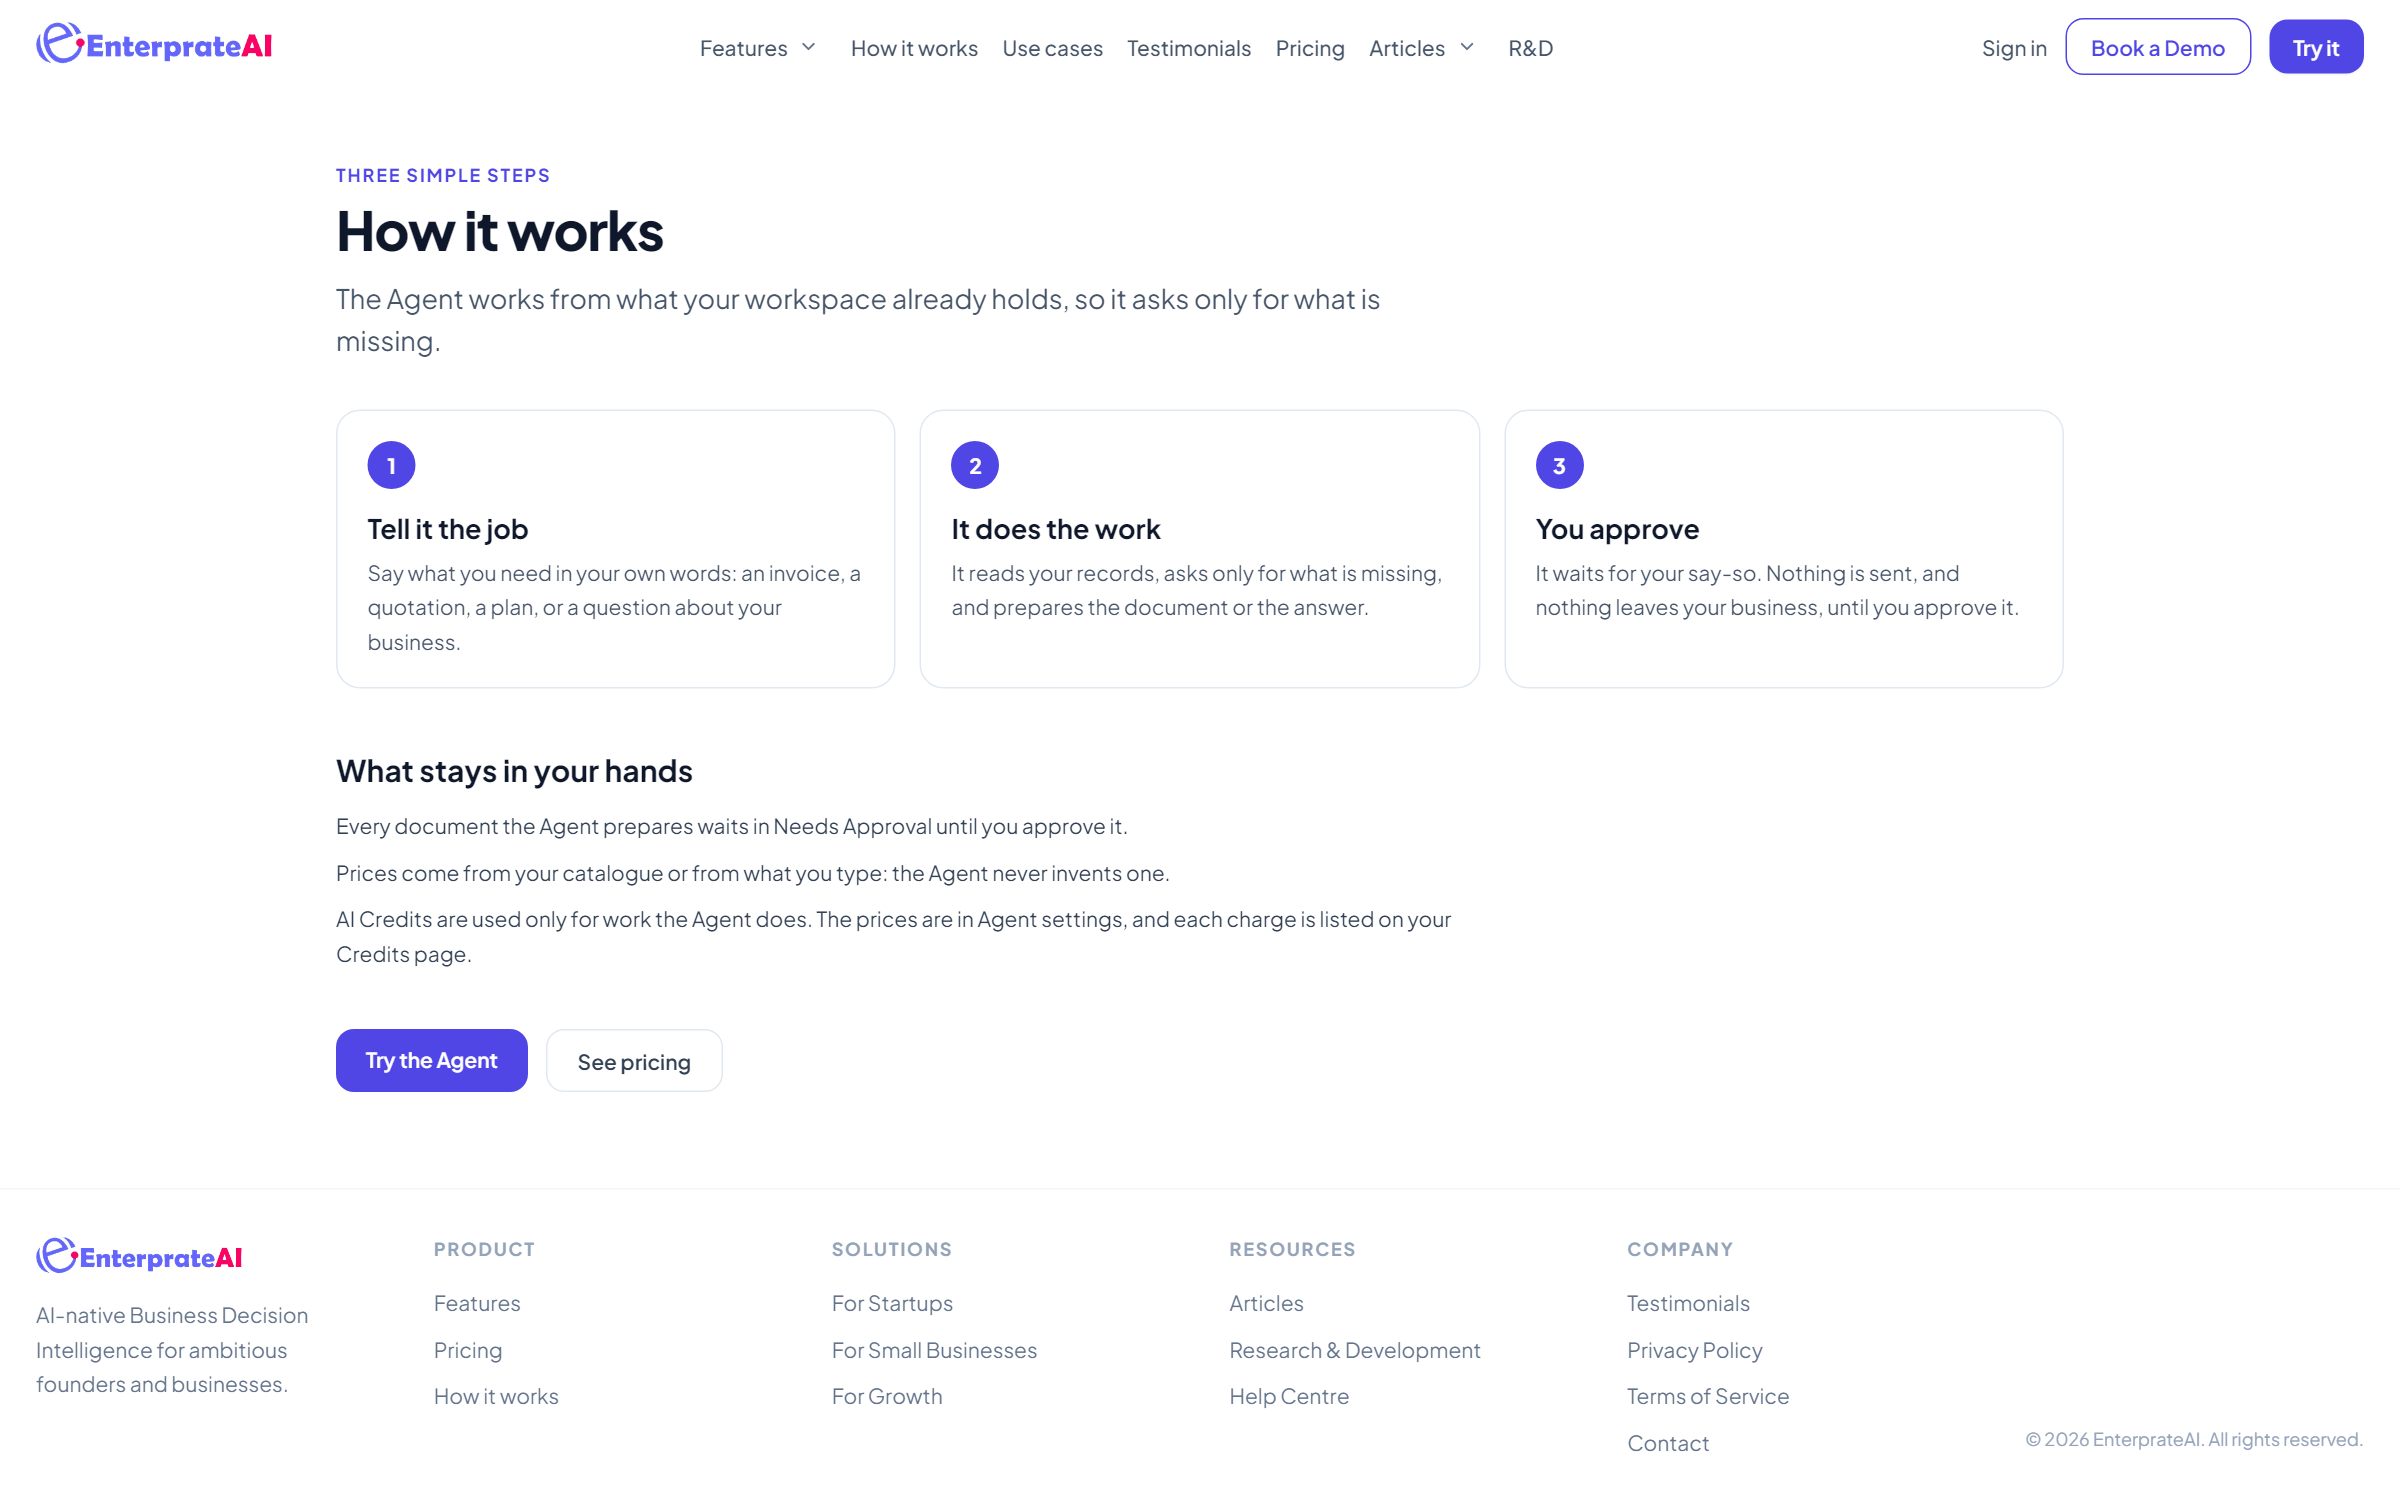 EnterprateAI
Features
How it works
Use cases
Testimonials
Pricing
Articles
R&D
Sign in
Book a Demo
Try it
THREE SIMPLE STEPS
How it works
The Agent works from what your workspace already holds, so it asks only for what is
missing.
1
Tell it the job
Say what you need in your own words: an invoice, a
quotation, a plan, or a question about your
business.
2
It does the work
It reads your records, asks only for what is missing,
and prepares the document or the answer.
3
You approve
It waits for your say-so. Nothing is sent, and
nothing leaves your business, until you approve it.
What stays in your hands
Every document the Agent prepares waits in Needs Approval until you approve it.
Prices come from your catalogue or from what you type: the Agent never invents one.
AI Credits are used only for work the Agent does. The prices are in Agent settings, and each charge is listed on your
Credits page.
Try the Agent
See pricing
EnterprateAI
AI-native Business Decision
Intelligence for ambitious
founders and businesses.
PRODUCT
Features
Pricing
How it works
SOLUTIONS
For Startups
For Small Businesses
For Growth
RESOURCES
Articles
Research & Development
Help Centre
COMPANY
Testimonials
Privacy Policy
Terms of Service
Contact
© 2026 EnterprateAI. All rights reserved.